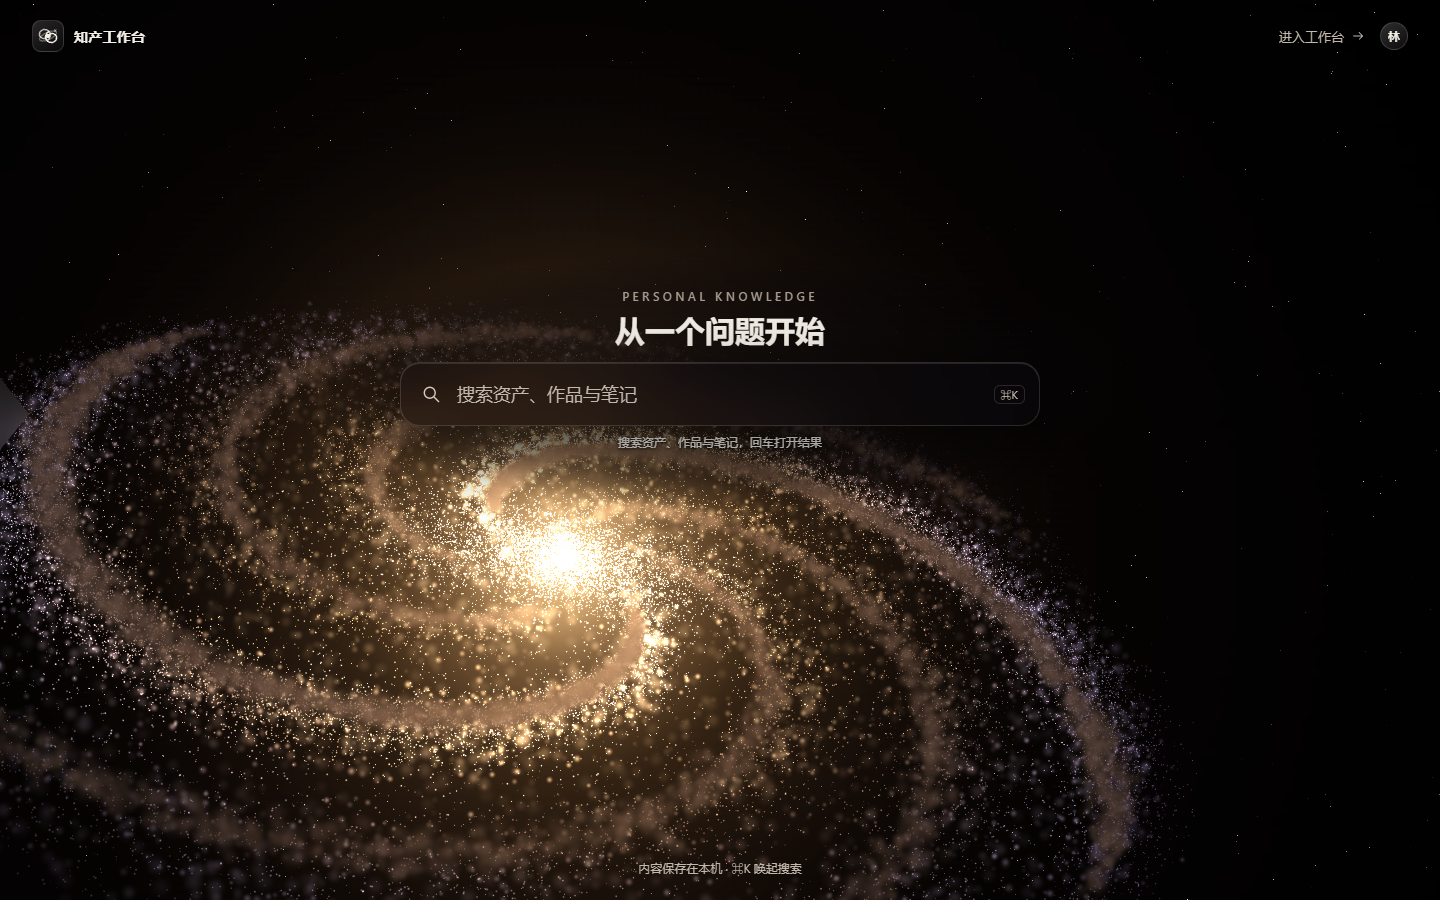 知产工作台
进入工作台 →
林
PERSONAL KNOWLEDGE
从一个问题开始
搜索资产、作品与笔记
⌘K
搜索资产、作品与笔记，回车打开结果
内容保存在本机 · ⌘K 唤起搜索